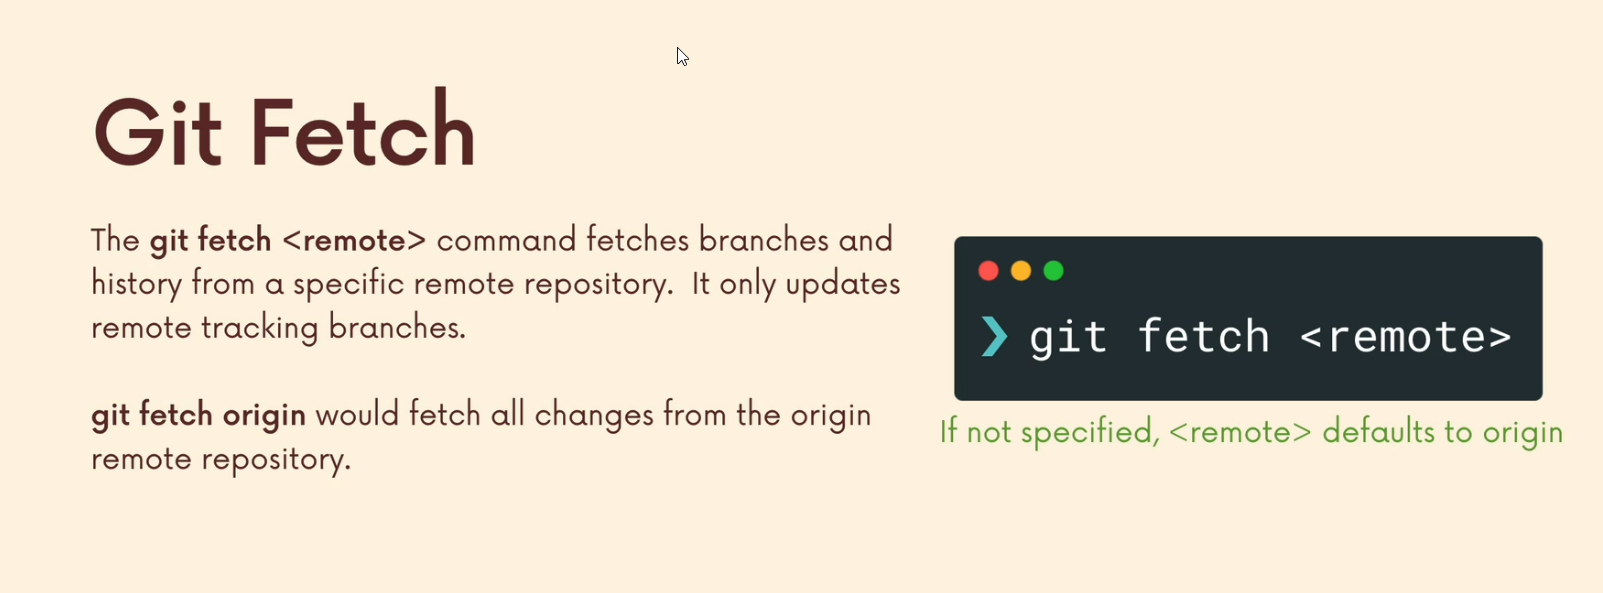 Git Fetch
The git fetch <remote> command fetches branches and
history from a specific remote repository.  It only updates
remote tracking branches.
git fetch origin would fetch all changes from the origin
remote repository.
❯ git fetch <remote>
If not specified, <remote> defaults to origin